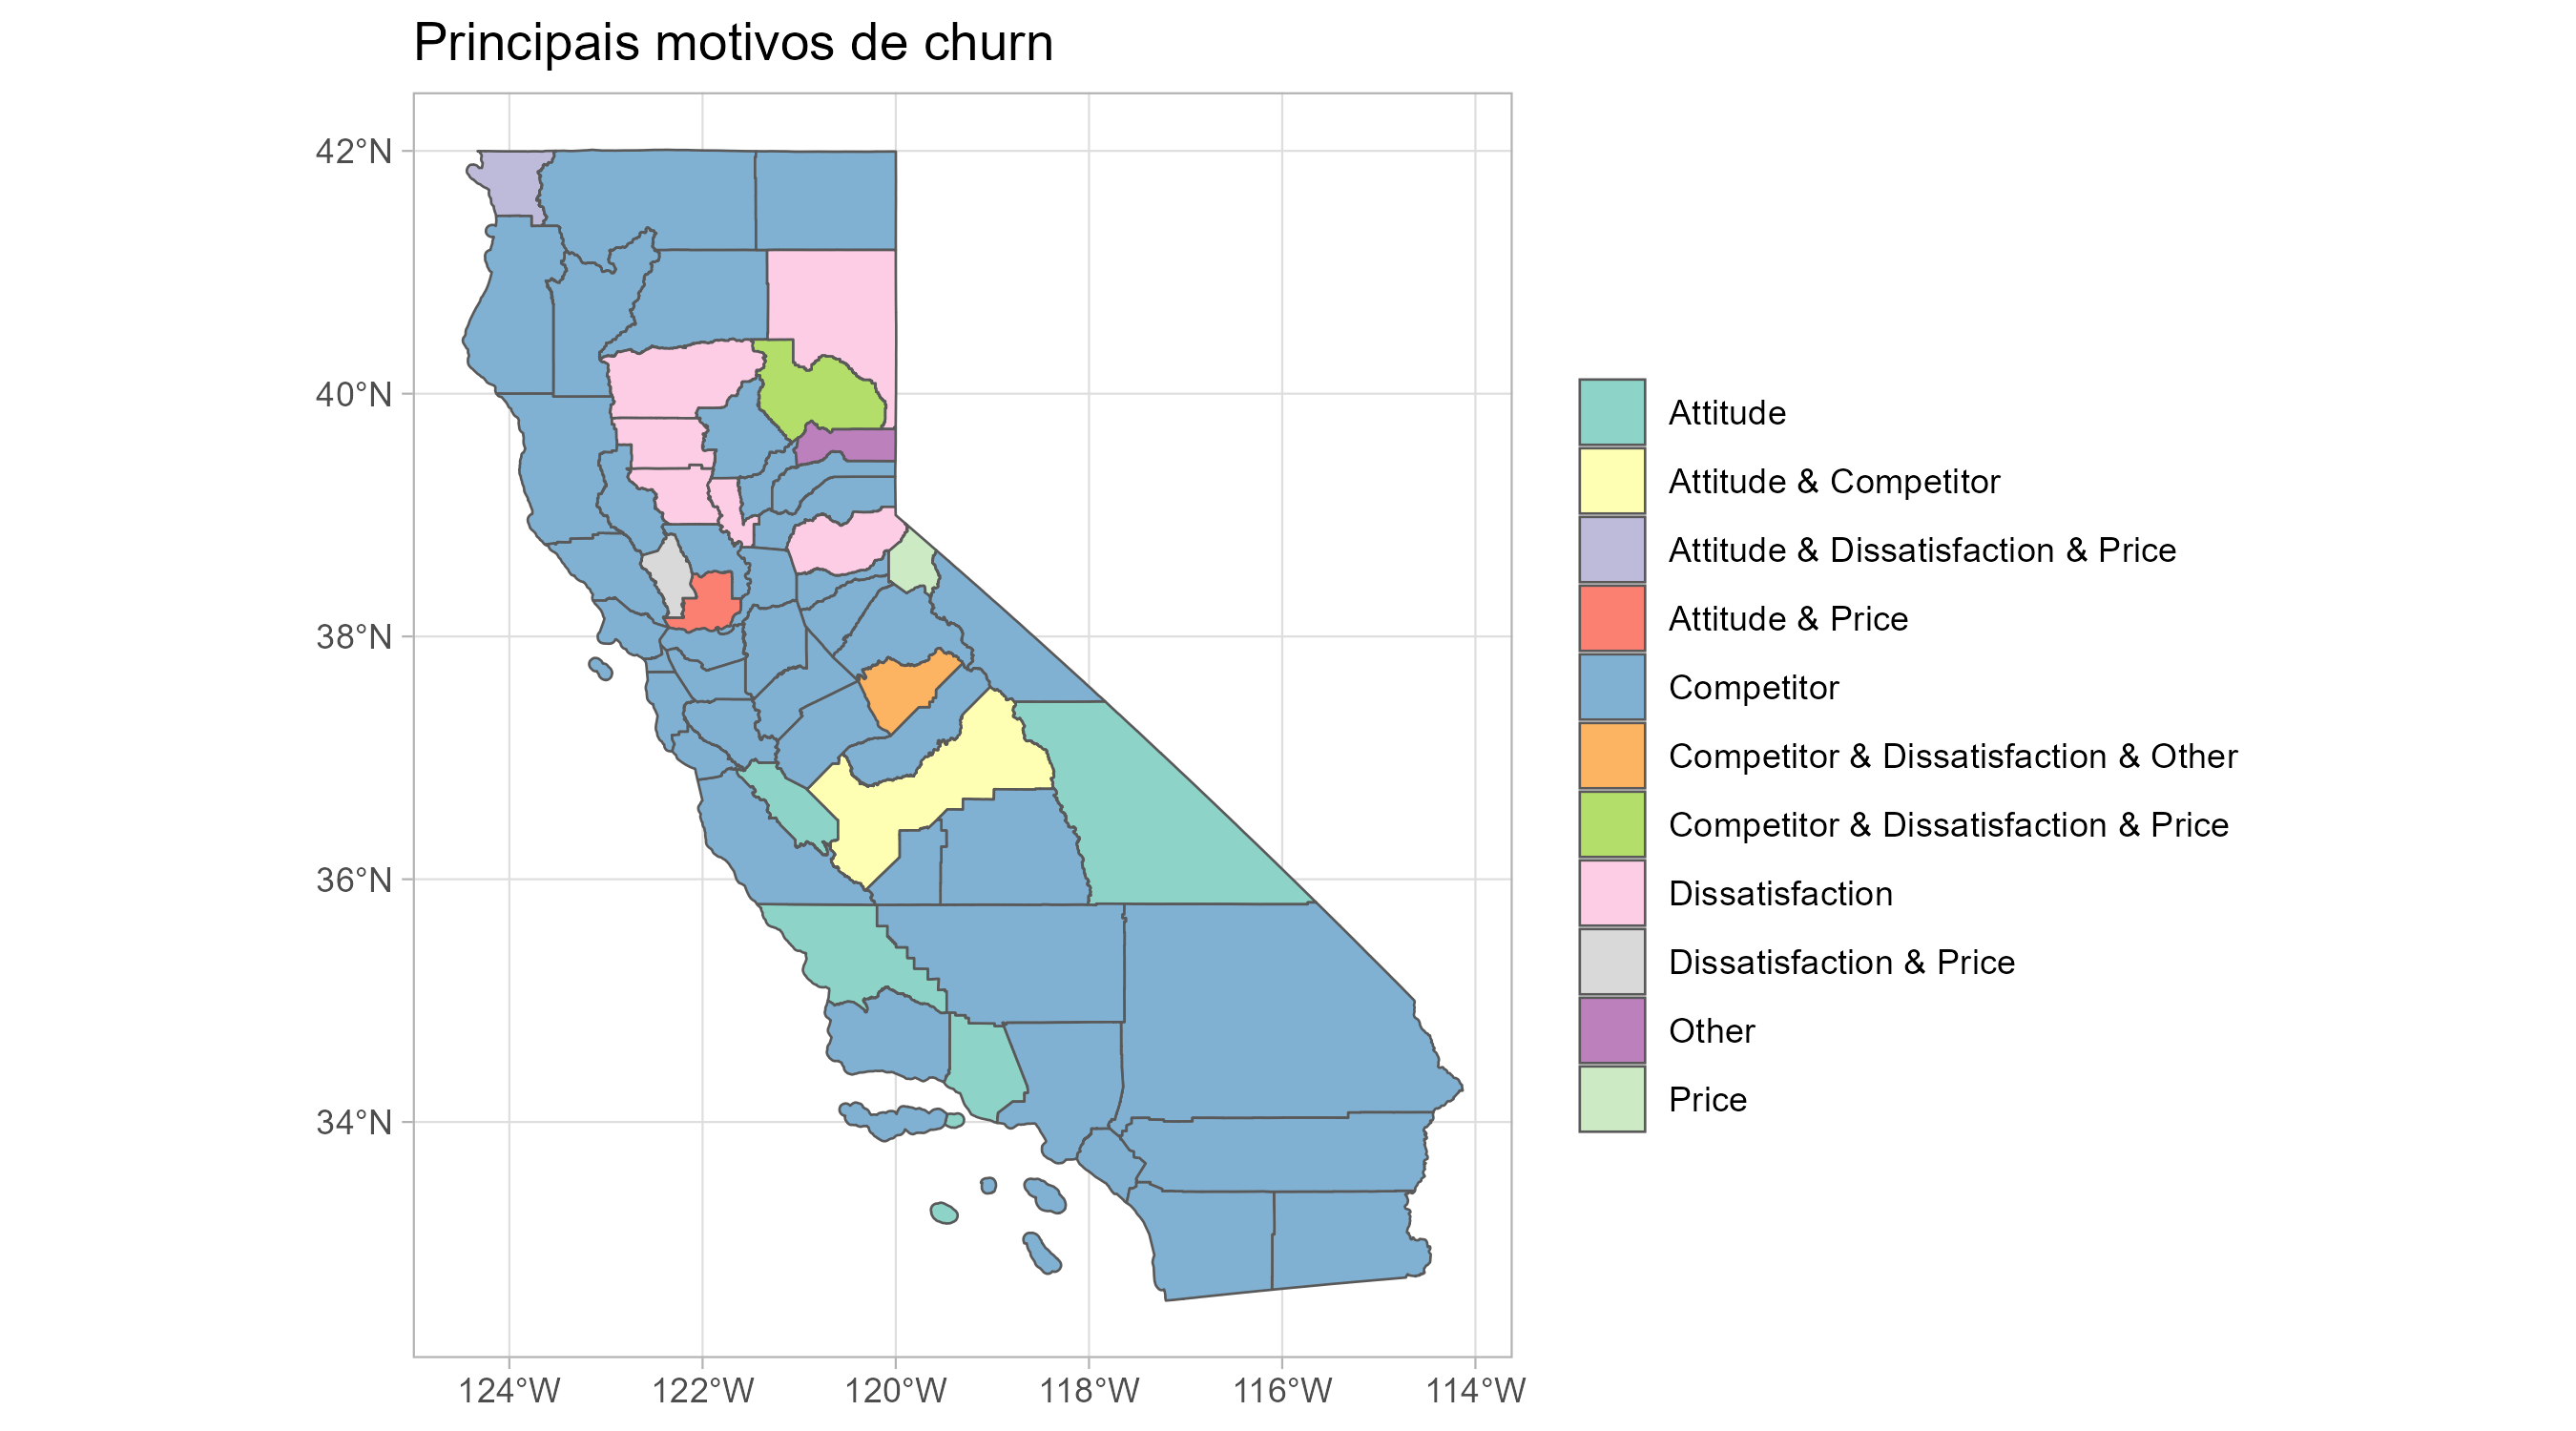 Principais motivos de churn
42°N
40°N
38°N
36°N
34°N
124°W
122°W
120°W
118°W
116°W
114°W
Attitude
Attitude & Competitor
Attitude & Dissatisfaction & Price
Attitude & Price
Competitor
Competitor & Dissatisfaction & Other
Competitor & Dissatisfaction & Price
Dissatisfaction
Dissatisfaction & Price
Other
Price